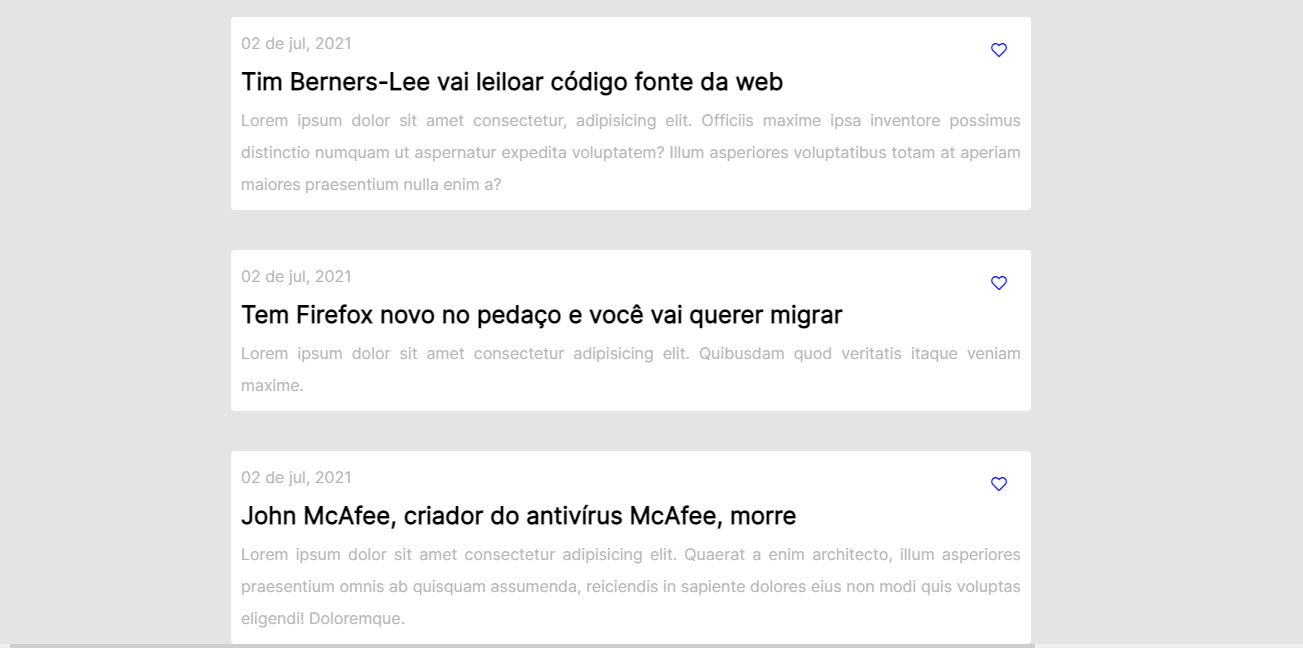 02 de jul, 2021
Tim Berners-Lee vai leiloar código fonte da web
Lorem ipsum dolor sit amet consectetur, adipisicing elit. Officiis maxime ipsa inventore possimus
distinctio numquam ut aspernatur expedita voluptatem? Illum asperiores voluptatibus totam at aperiam
maiores praesentium nulla enim a?
02 de jul, 2021
Tem Firefox novo no pedaço e você vai querer migrar
Lorem ipsum dolor sit amet consectetur adipisicing elit. Quibusdam quod veritatis itaque veniam
maxime.
02 de jul, 2021
John McAfee, criador do antivírus McAfee, morre
Lorem ipsum dolor sit amet consectetur adipisicing elit. Quaerat a enim architecto, illum asperiores
praesentium omnis ab quisquam assumenda, reiciendis in sapiente dolores eius non modi quis voluptas
eligendi! Doloremque.